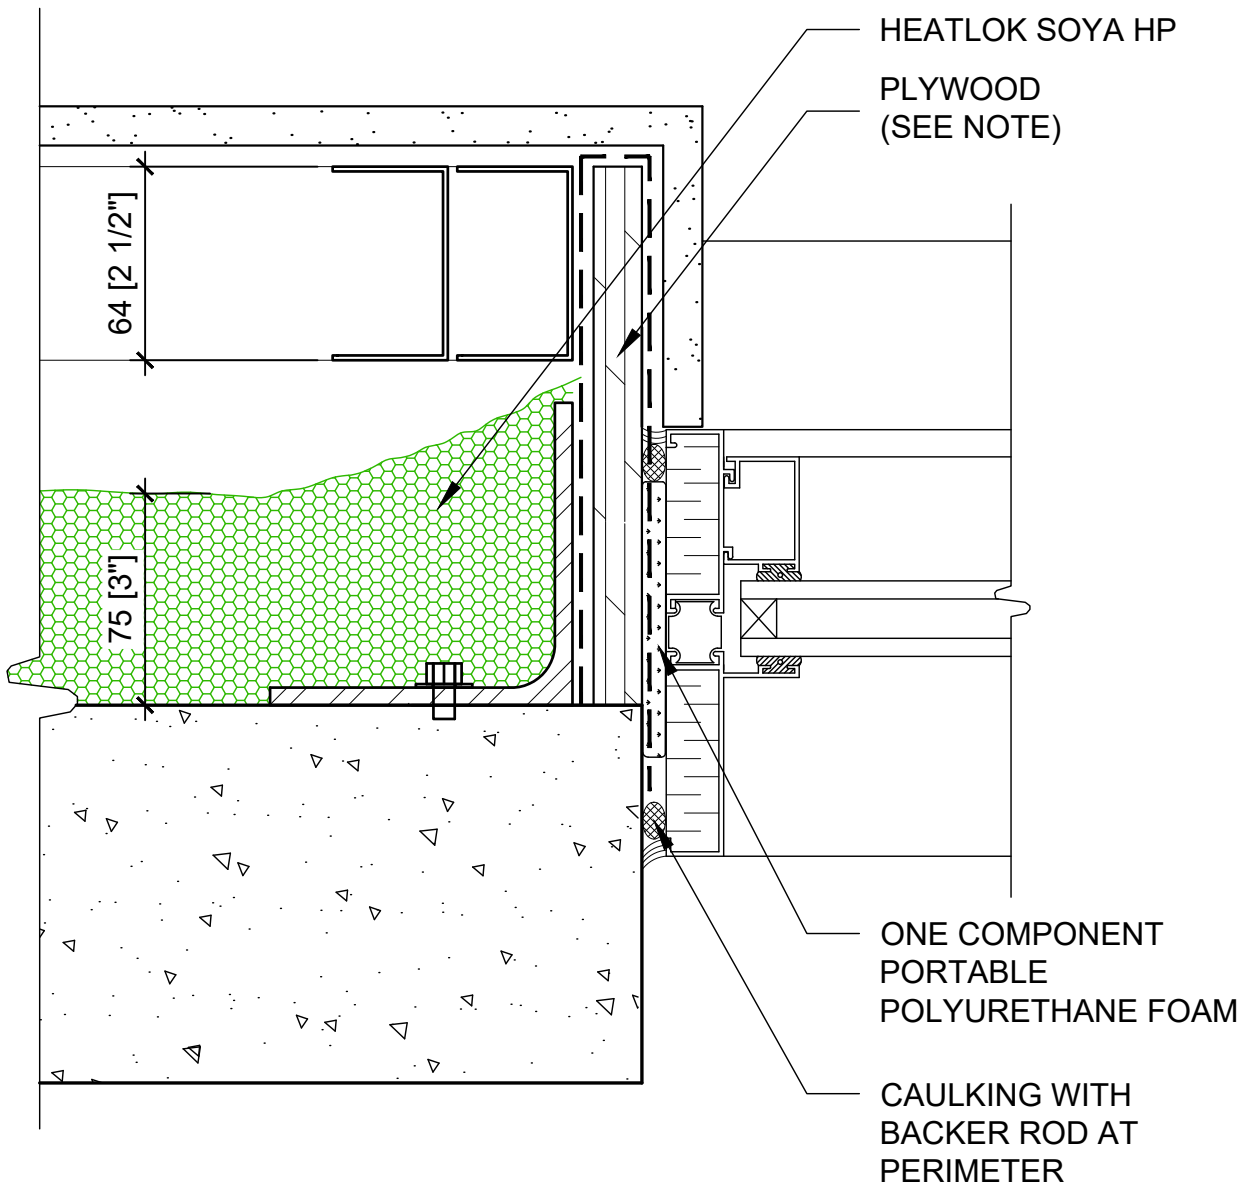 HEATLOK SOYA HP
PLYWOOD
(SEE NOTE)
64 [2 1/2"]
75 [3"]
ONE COMPONENT
PORTABLE
POLYURETHANE FOAM
CAULKING WITH
BACKER ROD AT
PERIMETER